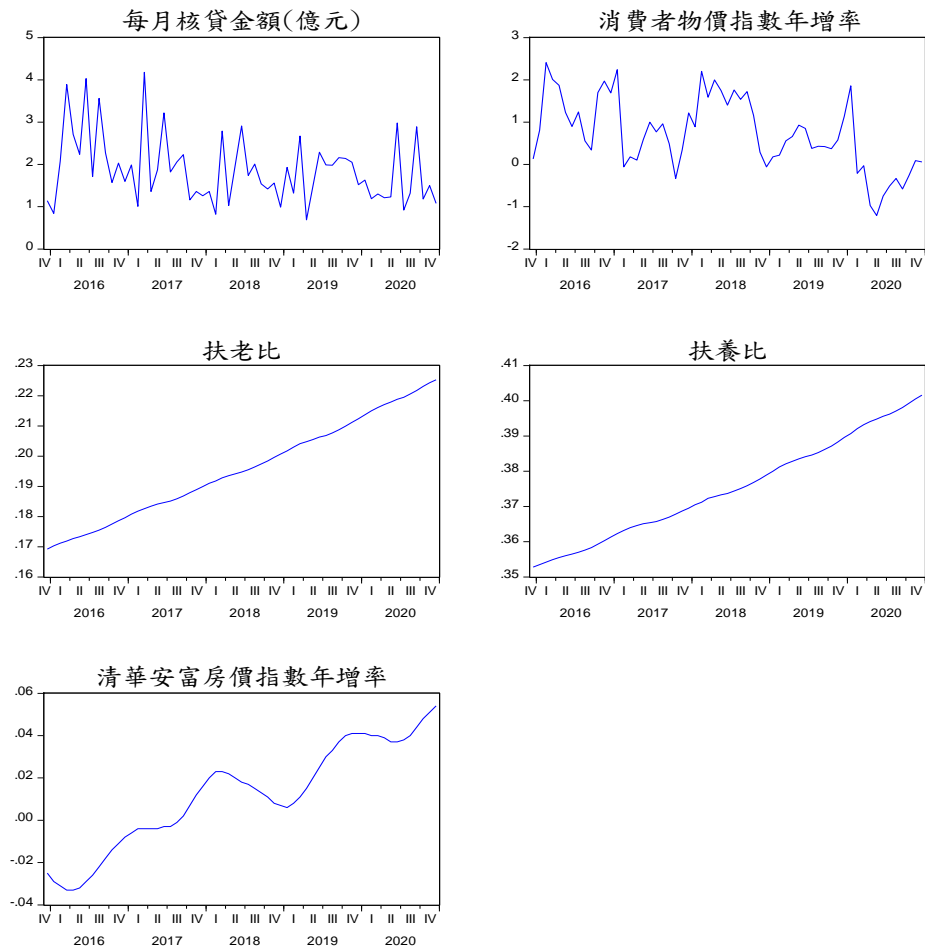 每月核貸金額(億元)
5
4
3
2
1
0
IV I II III IV I II III IV I II III IV I II III IV I II III IV
2016 2017 2018 2019 2020
消費者物價指數年增率
3
2
1
0
-1
-2
IV I II III IV I II III IV I II III IV I II III IV I II III IV
2016 2017 2018 2019 2020
扶老比
.23
.22
.21
.20
.19
.18
.17
.16
IV I II III IV I II III IV I II III IV I II III IV I II III IV
2016 2017 2018 2019 2020
扶養比
.41
.40
.39
.38
.37
.36
.35
IV I II III IV I II III IV I II III IV I II III IV I II III IV
2016 2017 2018 2019 2020
清華安富房價指數年增率
.06
.04
.02
.00
-.02
-.04
IV I II III IV I II III IV I II III IV I II III IV I II III IV
2016 2017 2018 2019 2020